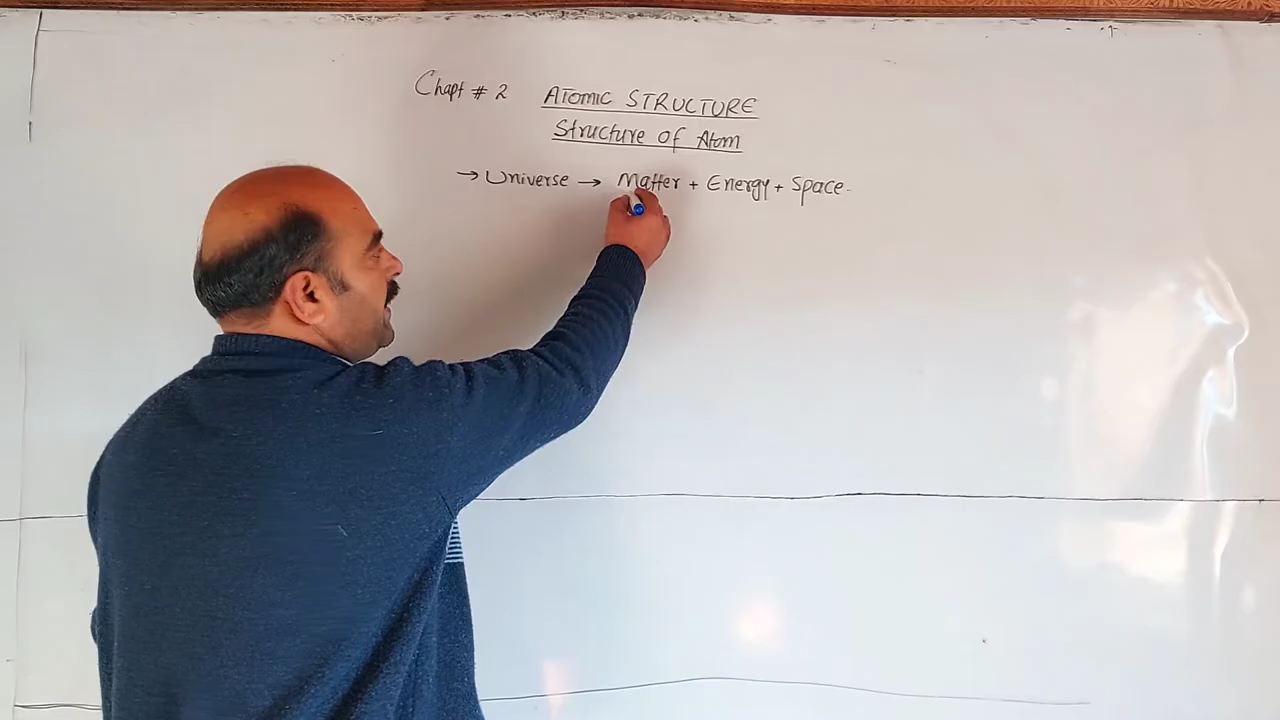 Chapt # 2 ATOMIC STRUCTURE
Structure of Atom
→ Universe → Matter + Energy + Space.